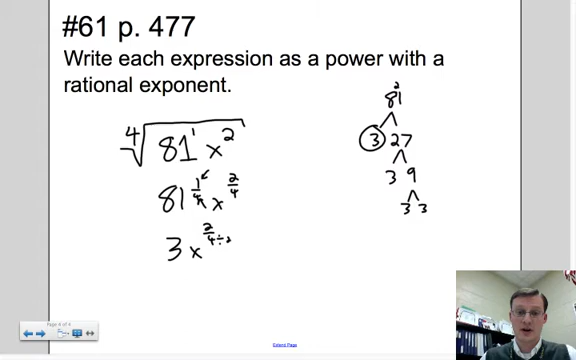 #61 p. 477
Write each expression as a power with a
rational exponent.
⁴√81¹x²
81^(1/4) x^(2/4)
3x^(2/4÷2)
81
3 27
3 9
3 3
Extend Page